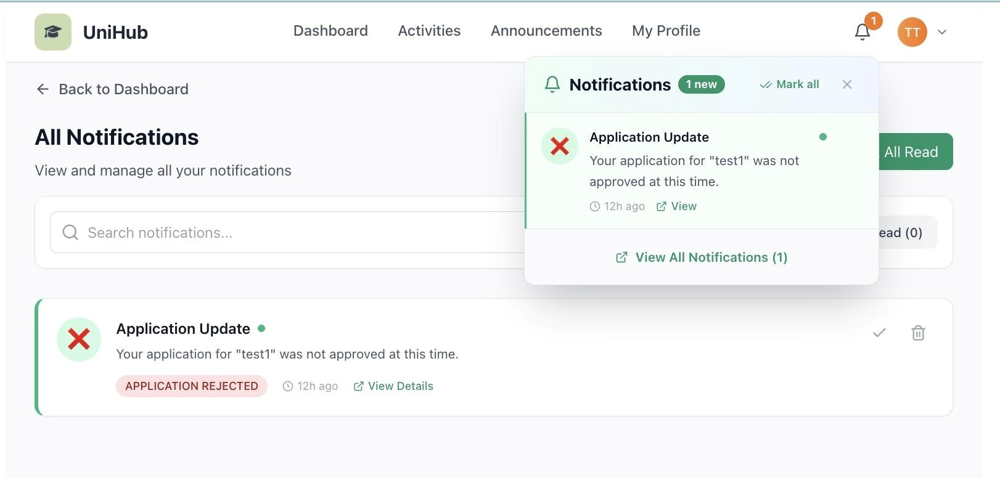 UniHub
Dashboard
Activities
Announcements
My Profile
1
TT
Back to Dashboard
All Notifications
View and manage all your notifications
All Read
Search notifications...
ead (0)
Notifications
1 new
Mark all
Application Update
Your application for "test1" was not
approved at this time.
12h ago
View
View All Notifications (1)
Application Update
Your application for "test1" was not approved at this time.
APPLICATION REJECTED
12h ago
View Details